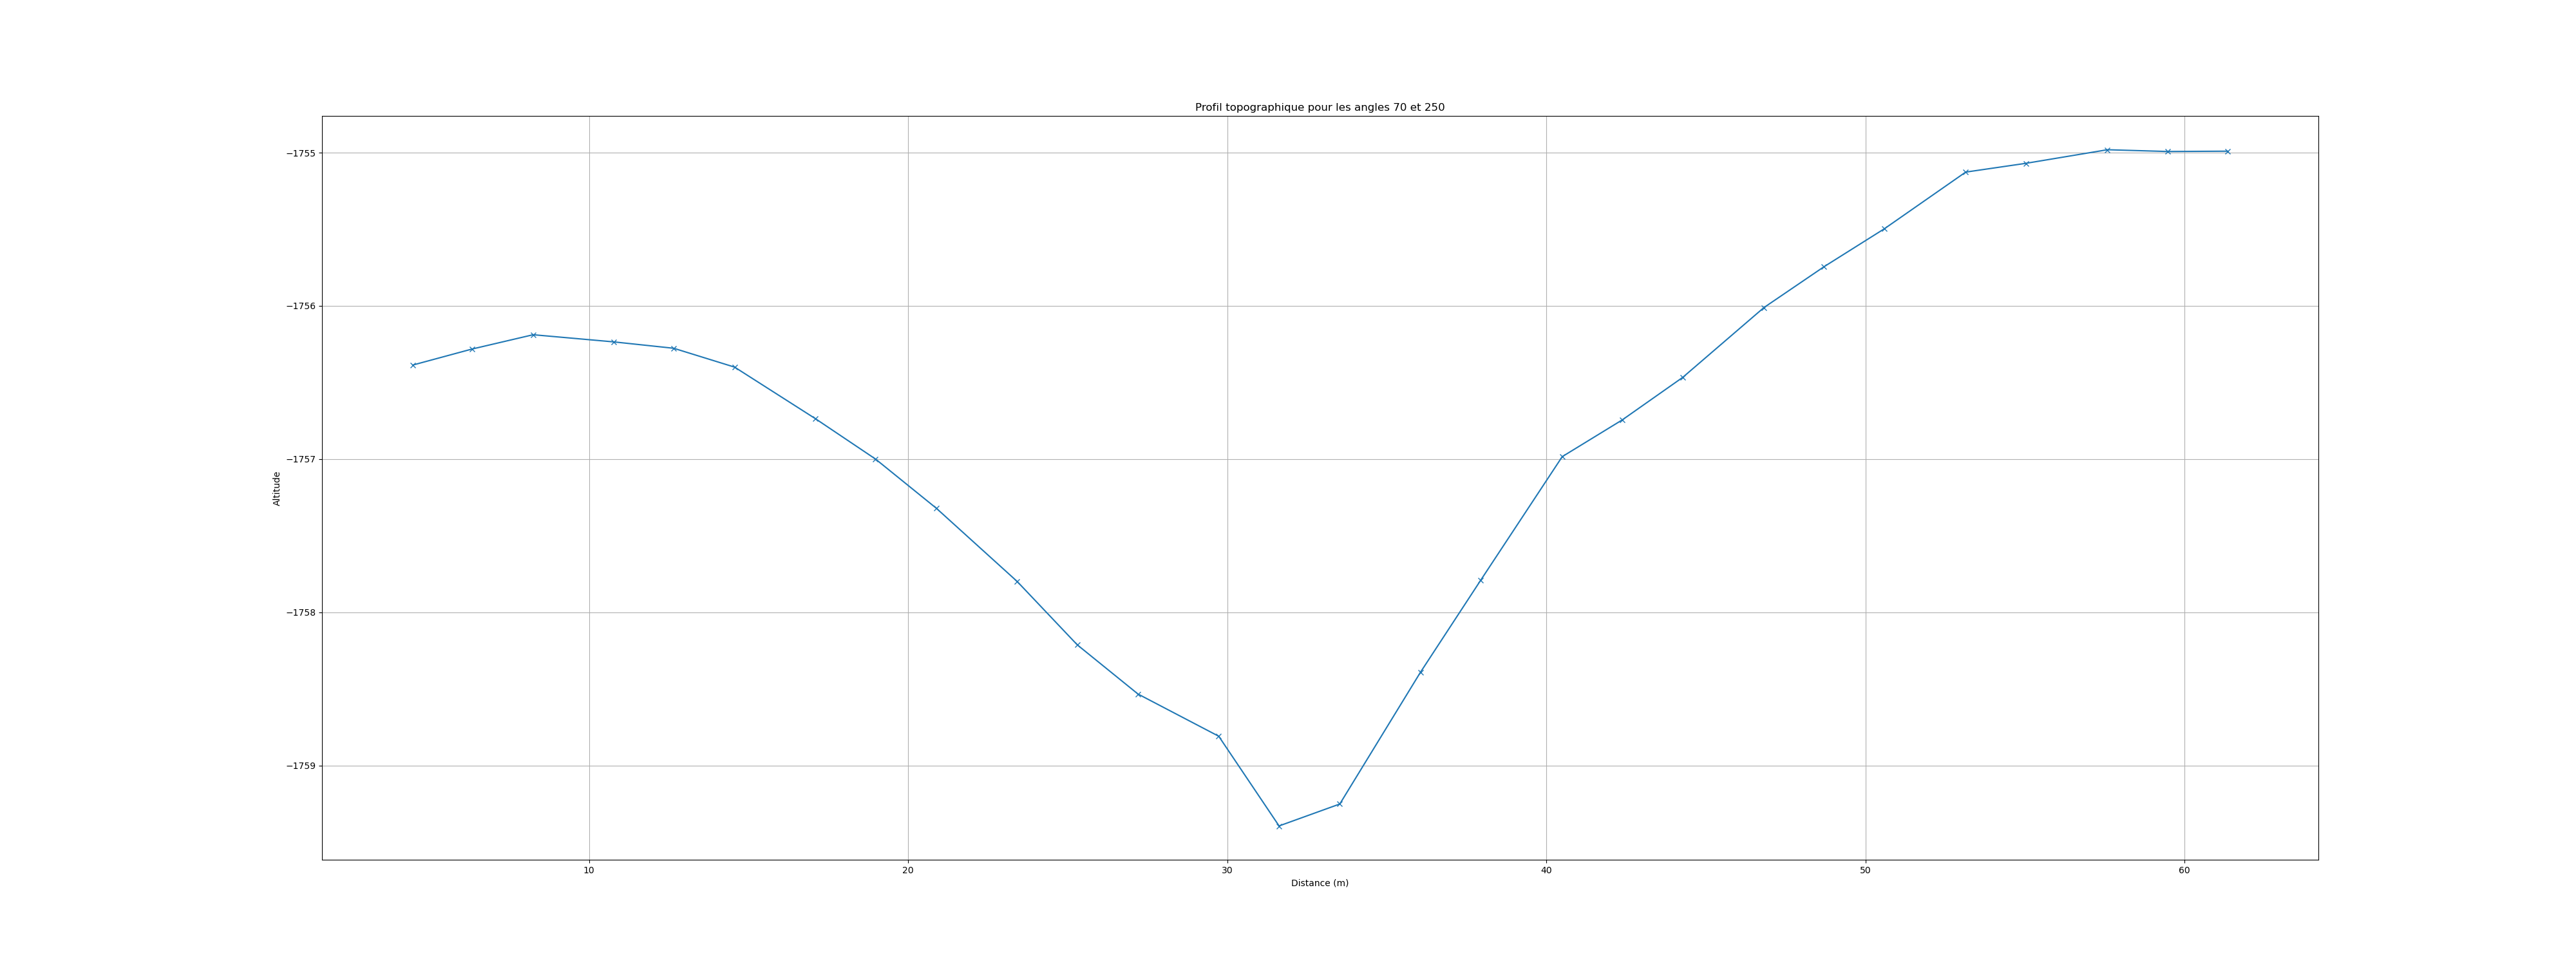 Profil topographique pour les angles 70 et 250
−1755
−1756
−1757
−1758
−1759
Altitude
10 20 30 40 50 60
Distance (m)